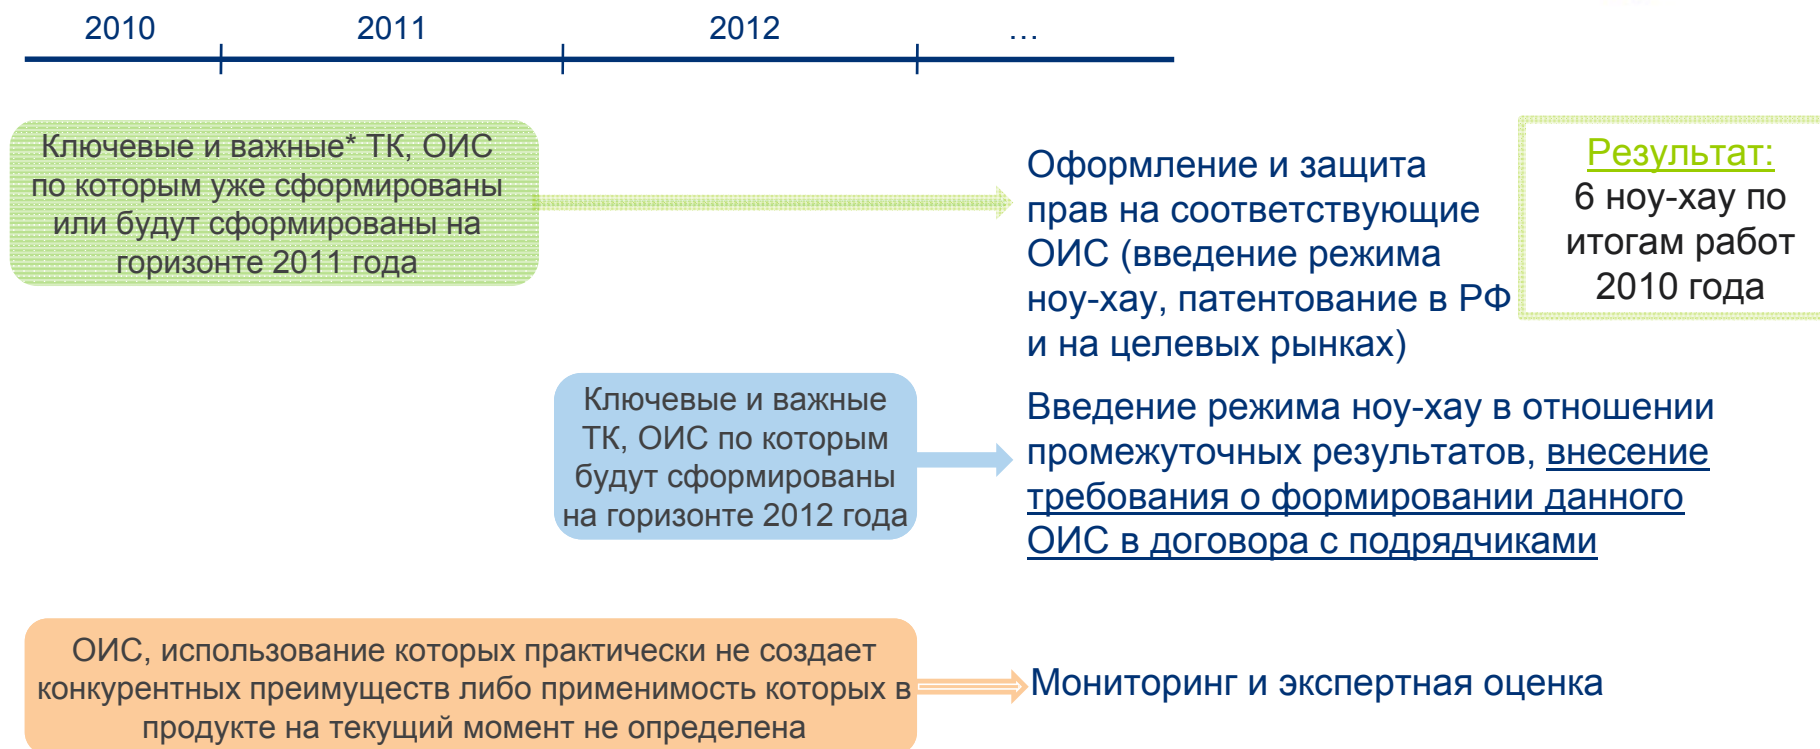 2010 2011 2012 …
Ключевые и важные* ТК, ОИС
по которым уже сформированы
или будут сформированы на
горизонте 2011 года
Оформление и защита
прав на соответствующие
ОИС (введение режима
ноу-хау, патентование в РФ
и на целевых рынках)
Результат:
6 ноу-хау по
итогам работ
2010 года
Ключевые и важные
ТК, ОИС по которым
будут сформированы
на горизонте 2012 года
Введение режима ноу-хау в отношении
промежуточных результатов, внесение
требования о формировании данного
ОИС в договора с подрядчиками
ОИС, использование которых практически не создает
конкурентных преимуществ либо применимость которых в
продукте на текущий момент не определена
Мониторинг и экспертная оценка